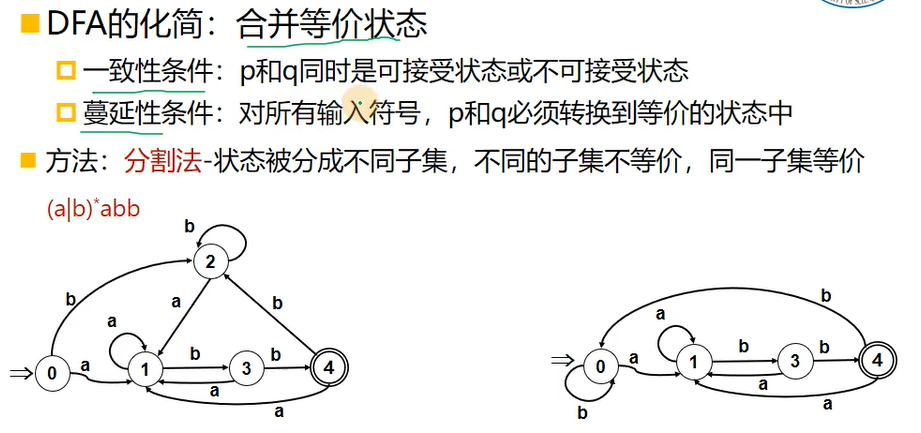 DFA的化简：合并等价状态
一致性条件：p和q同时是可接受状态或不可接受状态
蔓延性条件：对所有输入符号，p和q必须转换到等价的状态中
方法：分割法-状态被分成不同子集，不同的子集不等价，同一子集等价
(a|b)*abb
b
2
b
a
b
a
0
a
1
b
3
b
4
a
a
b
a
0
a
1
b
3
b
4
a
b
a